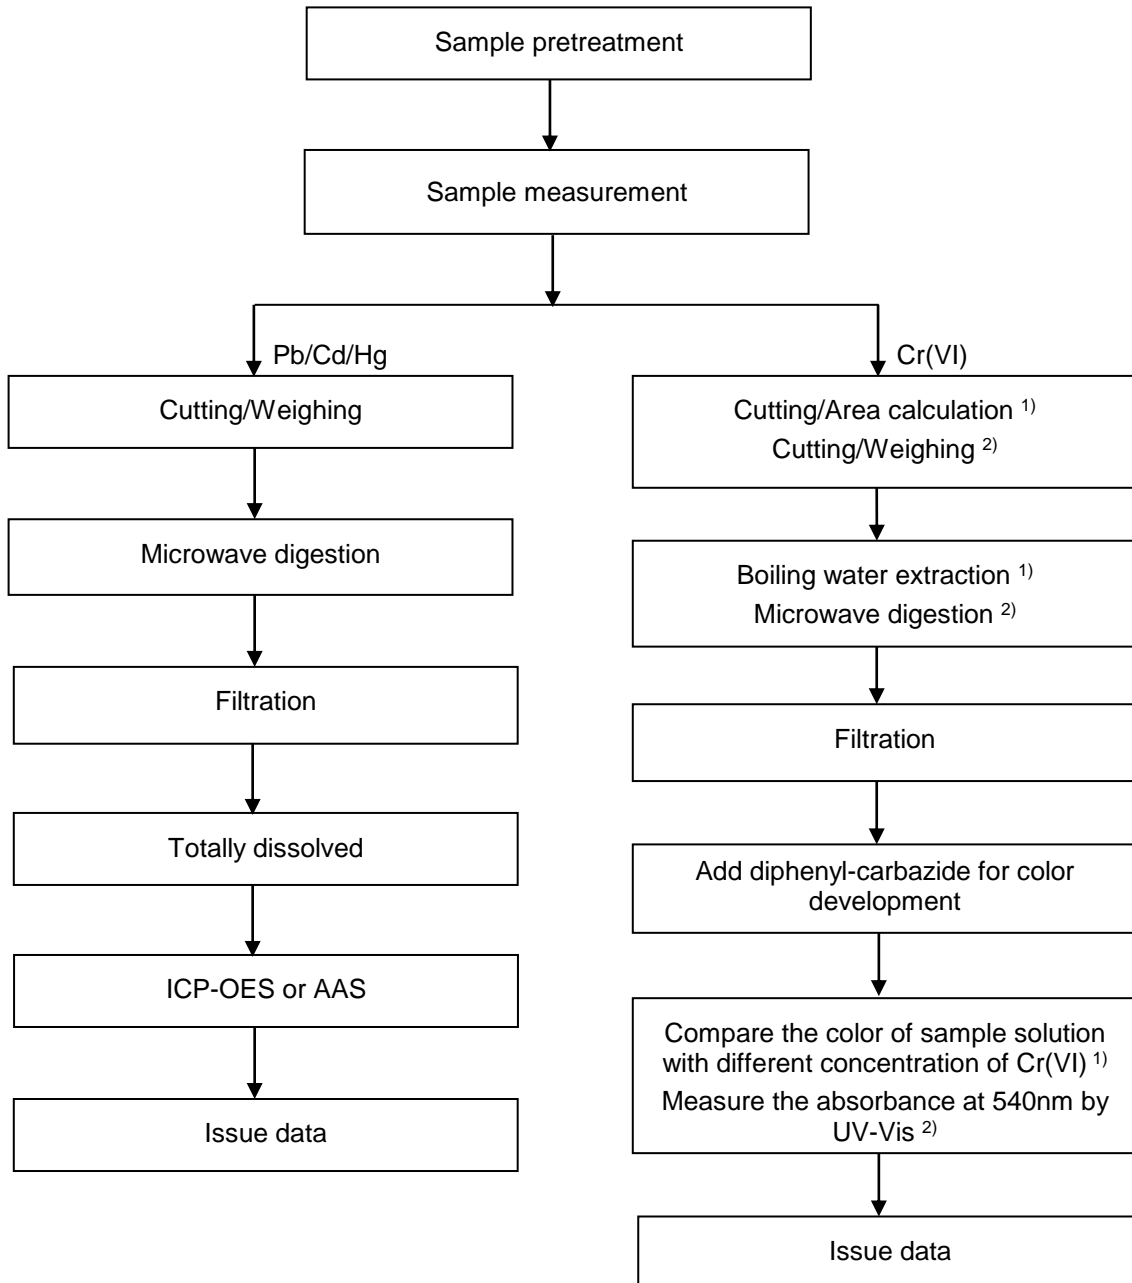 Sample pretreatment
Sample measurement
Pb/Cd/Hg
Cutting/Weighing
Microwave digestion
Filtration
Totally dissolved
ICP-OES or AAS
Issue data
Cr(VI)
Cutting/Area calculation 1)
Cutting/Weighing 2)
Boiling water extraction 1)
Microwave digestion 2)
Filtration
Add diphenyl-carbazide for color
development
Compare the color of sample solution
with different concentration of Cr(VI) 1)
Measure the absorbance at 540nm by
UV-Vis 2)
Issue data